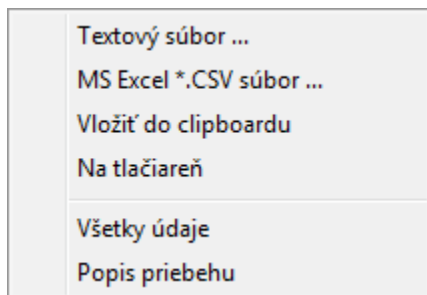 Textový súbor ...
MS Excel *.CSV súbor ...
Vložiť do clipboardu
Na tlačiareň
Všetky údaje
Popis priebehu